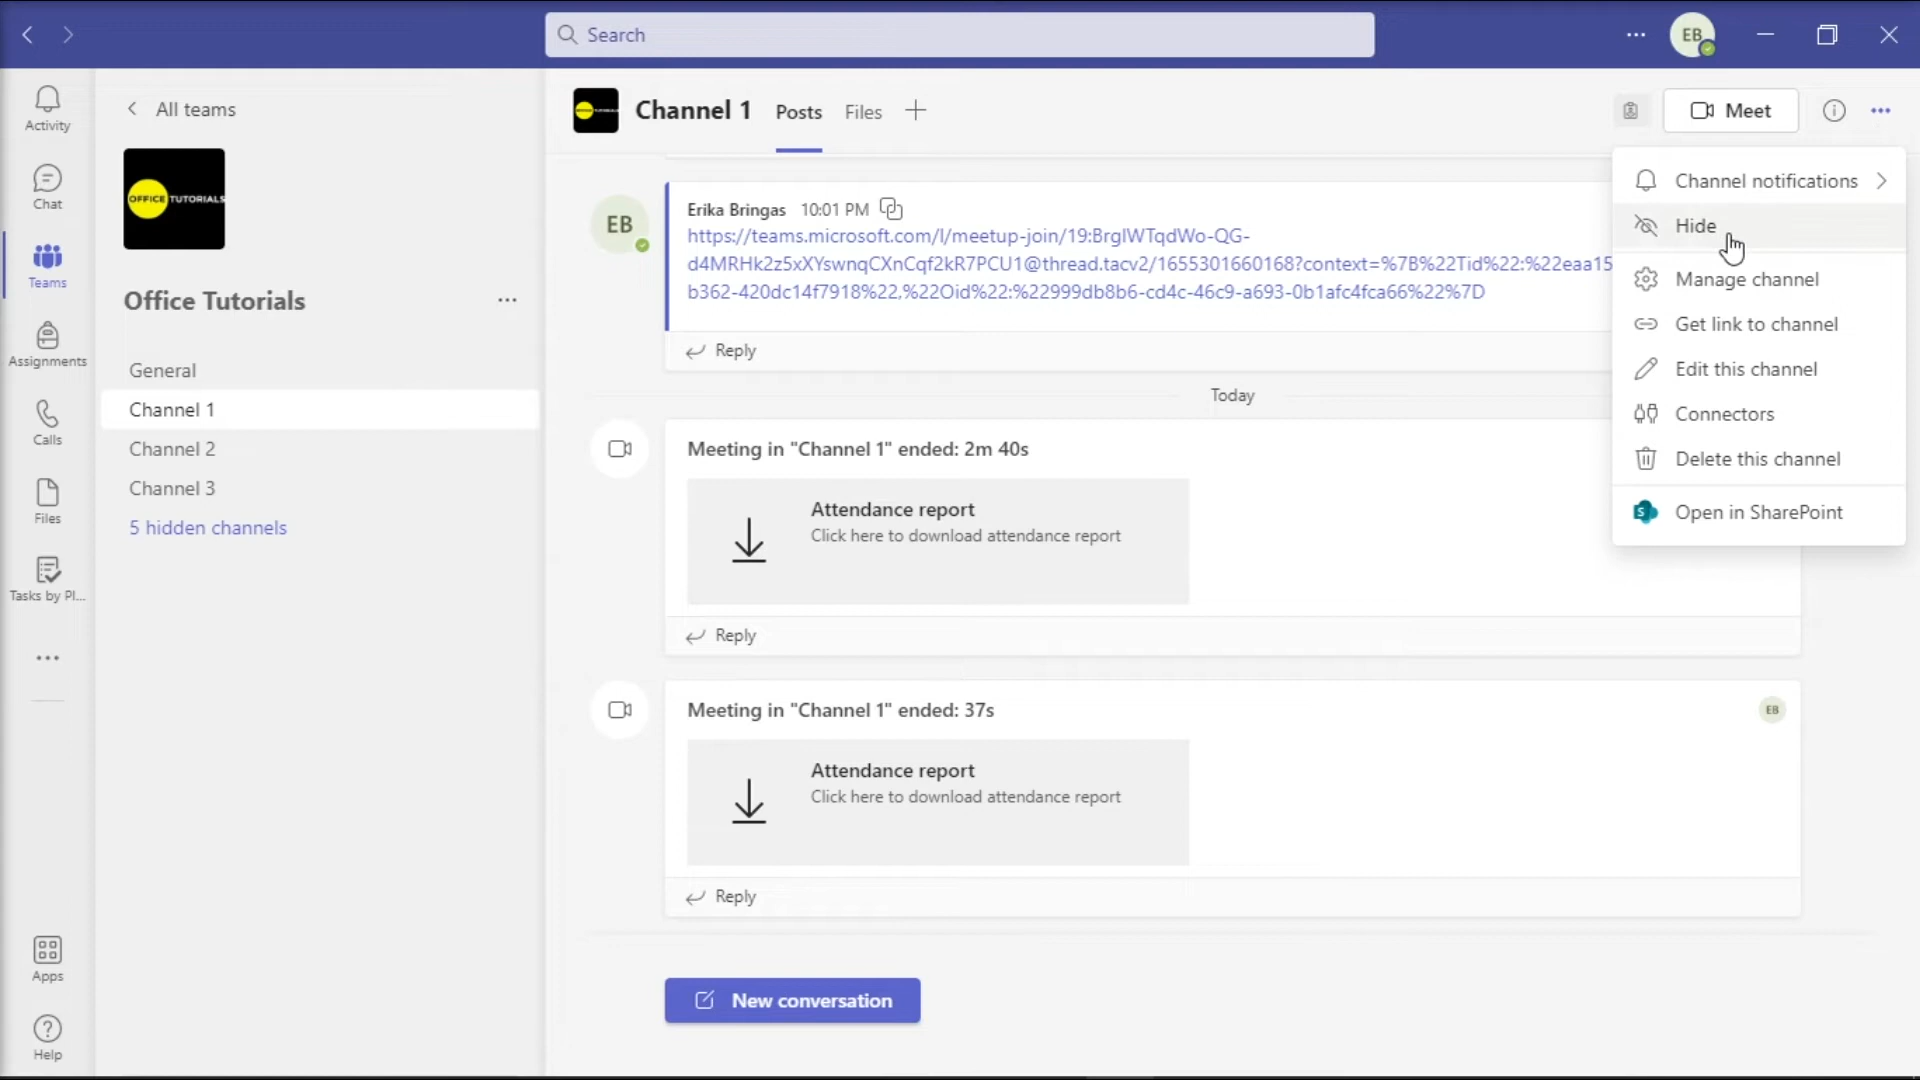 Search
EB
Activity
Chat
Teams
Assignments
Calls
Files
Tasks by Pl...
Apps
Help
All teams
OFFICE TUTORIALS
Office Tutorials
General
Channel 1
Channel 2
Channel 3
5 hidden channels
Channel 1
Posts
Files
Meet
EB
Erika Bringas 10:01 PM
https://teams.microsoft.com/l/meetup-join/19:BrglWTqdWo-QG-
d4MRHk2z5xXYswnqCXnCqf2kR7PCU1@thread.tacv2/1655301660168?context=%7B%22Tid%22:%22eaa15
b362-420dc14f7918%22,%22Oid%22:%22999db8b6-cd4c-46c9-a693-0b1afc4fca66%22%7D
Reply
Today
Meeting in "Channel 1" ended: 2m 40s
Attendance report
Click here to download attendance report
Reply
Meeting in "Channel 1" ended: 37s
EB
Attendance report
Click here to download attendance report
Reply
New conversation
Channel notifications
Hide
Manage channel
Get link to channel
Edit this channel
Connectors
Delete this channel
S
Open in SharePoint